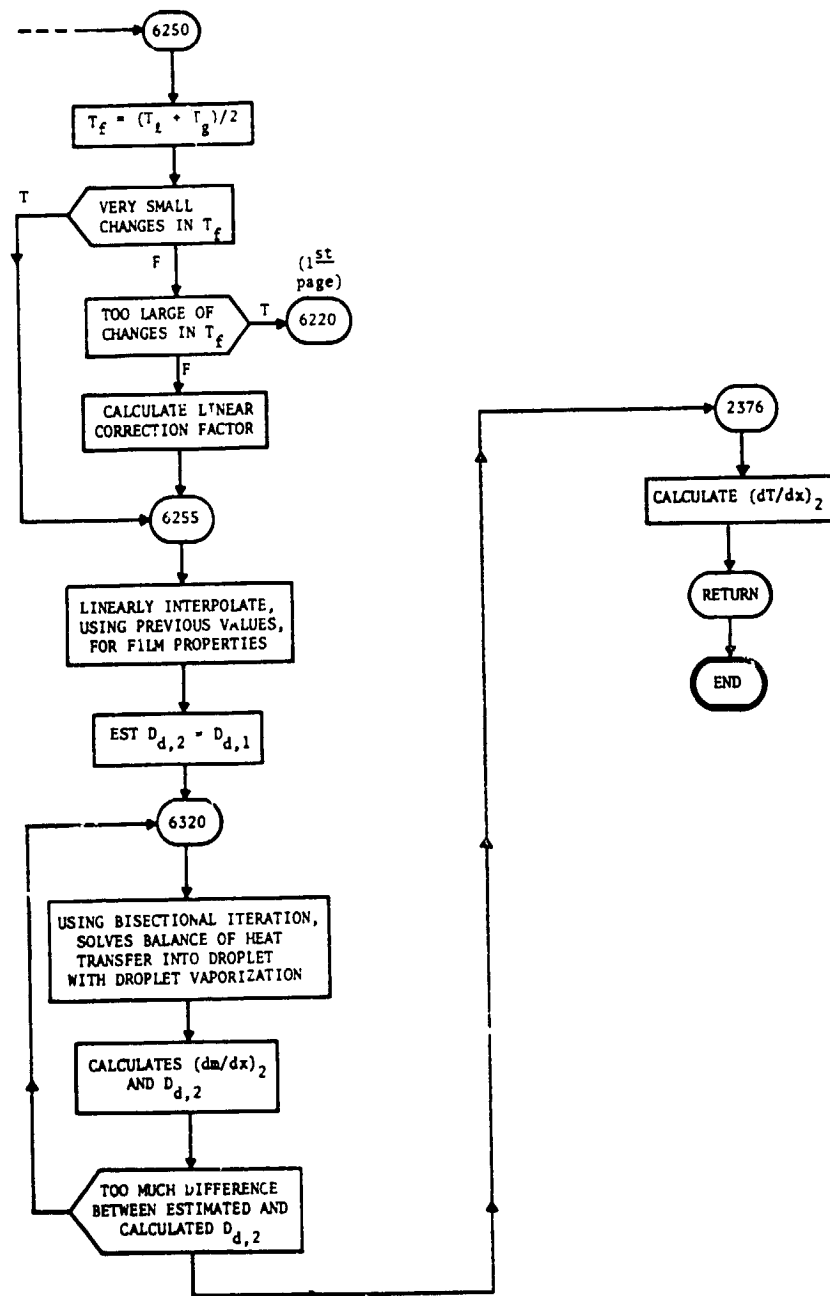 6250
T_f = (T_ℓ + T_g)/2
T
VERY SMALL
CHANGES IN T_f
F
(1st
page)
TOO LARGE OF
CHANGES IN T_f
T
6220
F
CALCULATE LINEAR
CORRECTION FACTOR
6255
LINEARLY INTERPOLATE,
USING PREVIOUS VALUES,
FOR FILM PROPERTIES
EST D_d,2 = D_d,1
6320
USING BISECTIONAL ITERATION,
SOLVES BALANCE OF HEAT
TRANSFER INTO DROPLET
WITH DROPLET VAPORIZATION
CALCULATES (dm/dx)_2
AND D_d,2
TOO MUCH DIFFERENCE
BETWEEN ESTIMATED AND
CALCULATED D_d,2
2376
CALCULATE (dT/dx)_2
RETURN
END